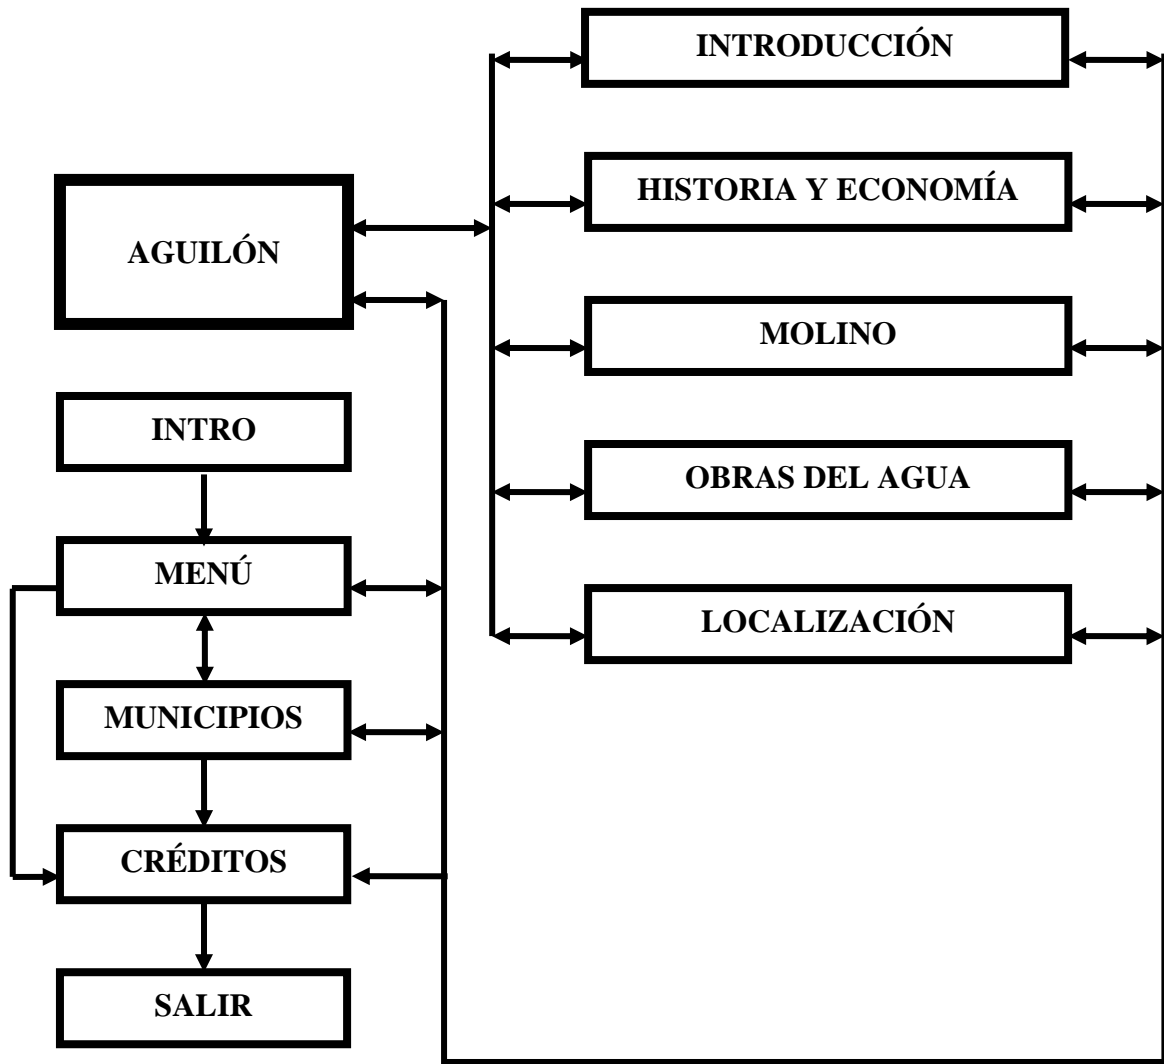 AGUILÓN
INTRO
MENÚ
MUNICIPIOS
CRÉDITOS
SALIR
INTRODUCCIÓN
HISTORIA Y ECONOMÍA
MOLINO
OBRAS DEL AGUA
LOCALIZACIÓN